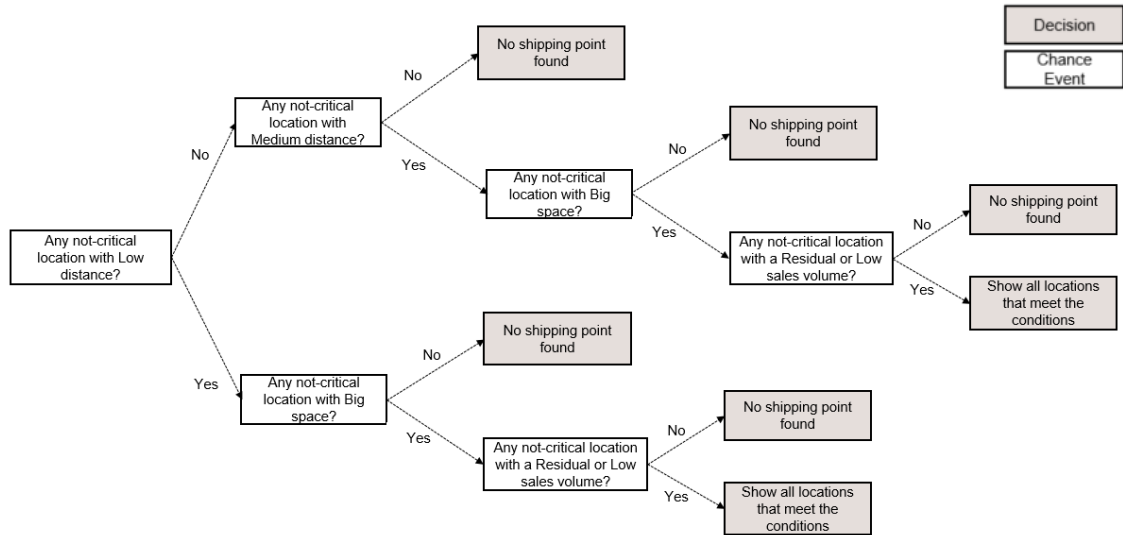 Decision
Chance
Event
No shipping point
found
No
Any not-critical
location with
Medium distance?
No
Yes
No shipping point
found
No
Any not-critical
location with Big
space?
Yes
No shipping point
found
No
Any not-critical location
with a Residual or Low
sales volume?
Yes
Show all locations
that meet the
conditions
Any not-critical
location with Low
distance?
Yes
No shipping point
found
No
Any not-critical
location with Big
space?
Yes
No shipping point
found
No
Any not-critical location
with a Residual or Low
sales volume?
Yes
Show all locations
that meet the
conditions